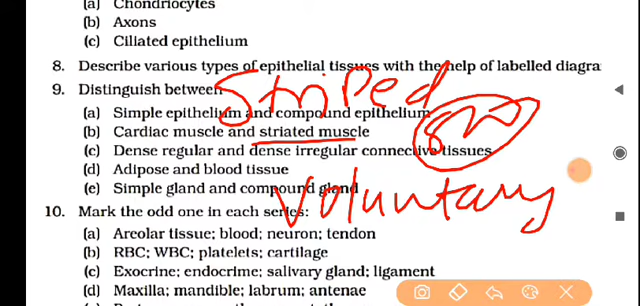 (a) Chondriocytes
(b) Axons
(c) Ciliated epithelium
8. Describe various types of epithelial tissues with the help of labelled diagra
9. Distinguish between
Striped
(a) Simple epithelium and compound epithelium
(b) Cardiac muscle and striated muscle
(c) Dense regular and dense irregular connective tissues
(d) Adipose and blood tissue
(e) Simple gland and compound gland
Voluntary
10. Mark the odd one in each series:
(a) Areolar tissue; blood; neuron; tendon
(b) RBC; WBC; platelets; cartilage
(c) Exocrine; endocrime; salivary gland; ligament
(d) Maxilla; mandible; labrum; antenae